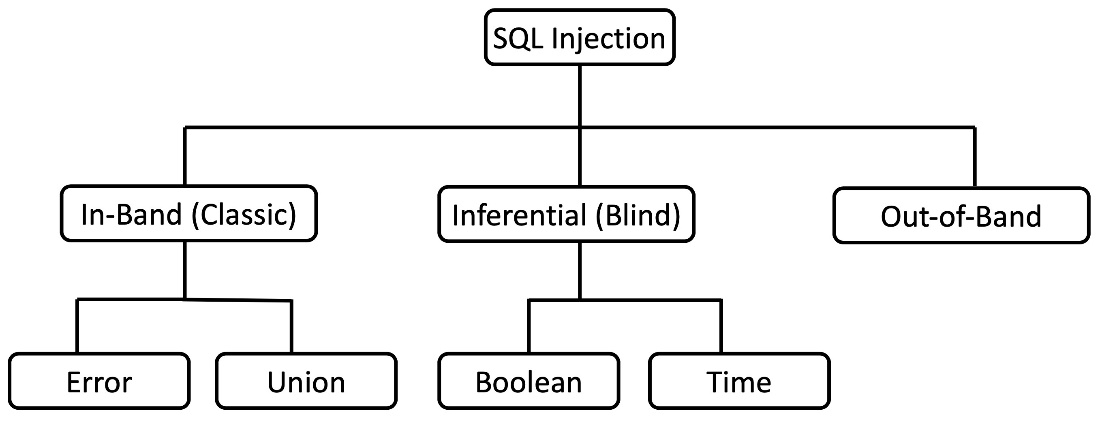 SQL Injection
In-Band (Classic)
Inferential (Blind)
Out-of-Band
Error
Union
Boolean
Time